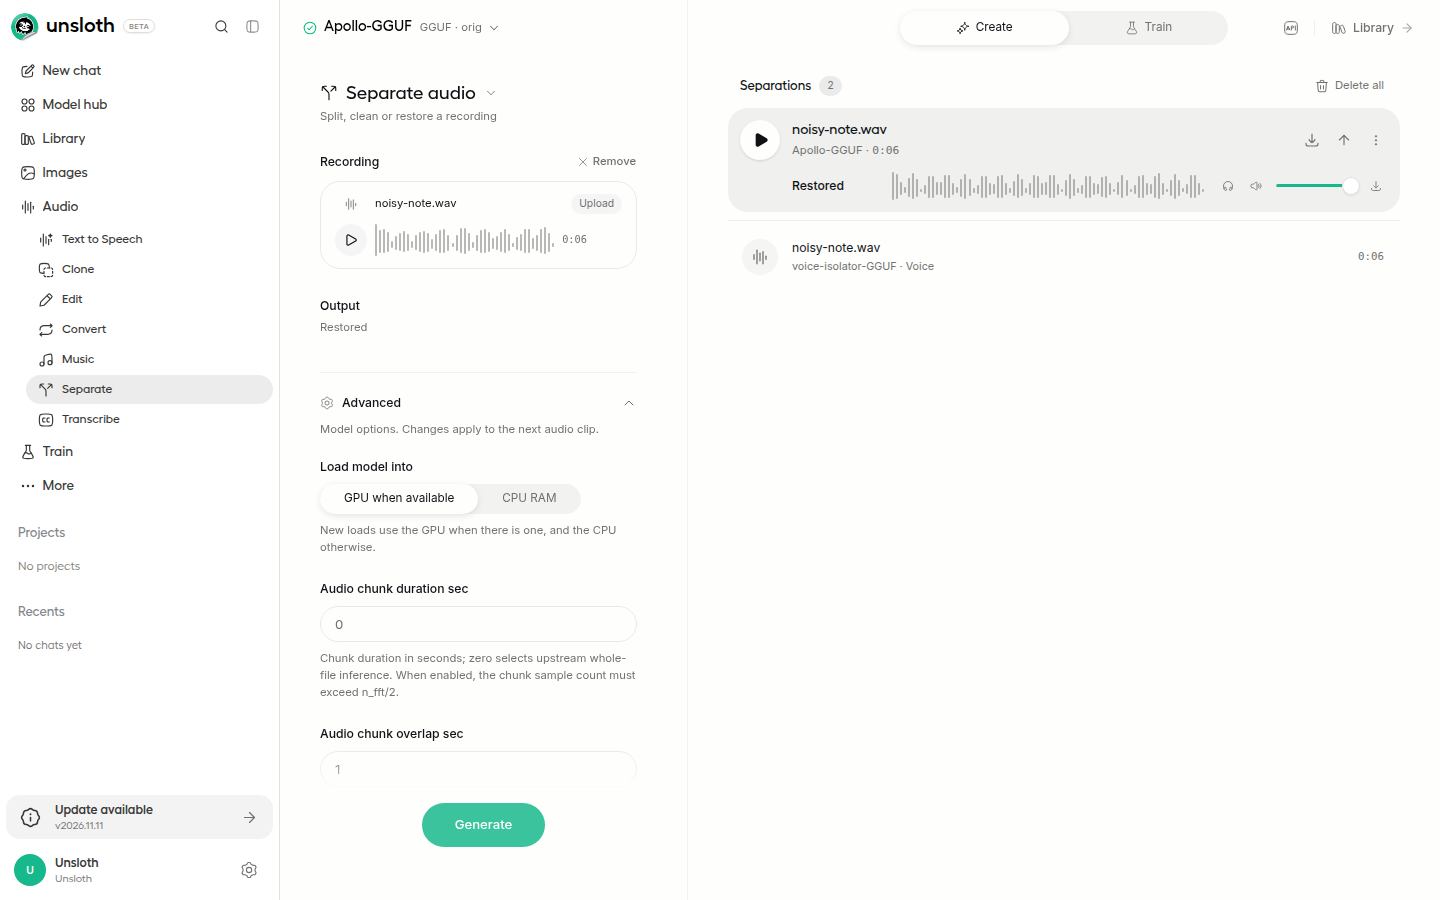 unsloth BETA
New chat
Model hub
Library
Images
Audio
Text to Speech
Clone
Edit
Convert
Music
Separate
Transcribe
Train
More
Projects
No projects
Recents
No chats yet
Update available
v2026.11.11
U
Unsloth
Unsloth
Apollo-GGUF GGUF · orig
Separate audio
Split, clean or restore a recording
Recording Remove
noisy-note.wav Upload
0:06
Output
Restored
Advanced
Model options. Changes apply to the next audio clip.
Load model into
GPU when available CPU RAM
New loads use the GPU when there is one, and the CPU
otherwise.
Audio chunk duration sec
0
Chunk duration in seconds; zero selects upstream whole-
file inference. When enabled, the chunk sample count must
exceed n_fft/2.
Audio chunk overlap sec
1
Generate
Create Train
API Library
Separations 2 Delete all
noisy-note.wav
Apollo-GGUF · 0:06
Restored
noisy-note.wav
voice-isolator-GGUF · Voice 0:06